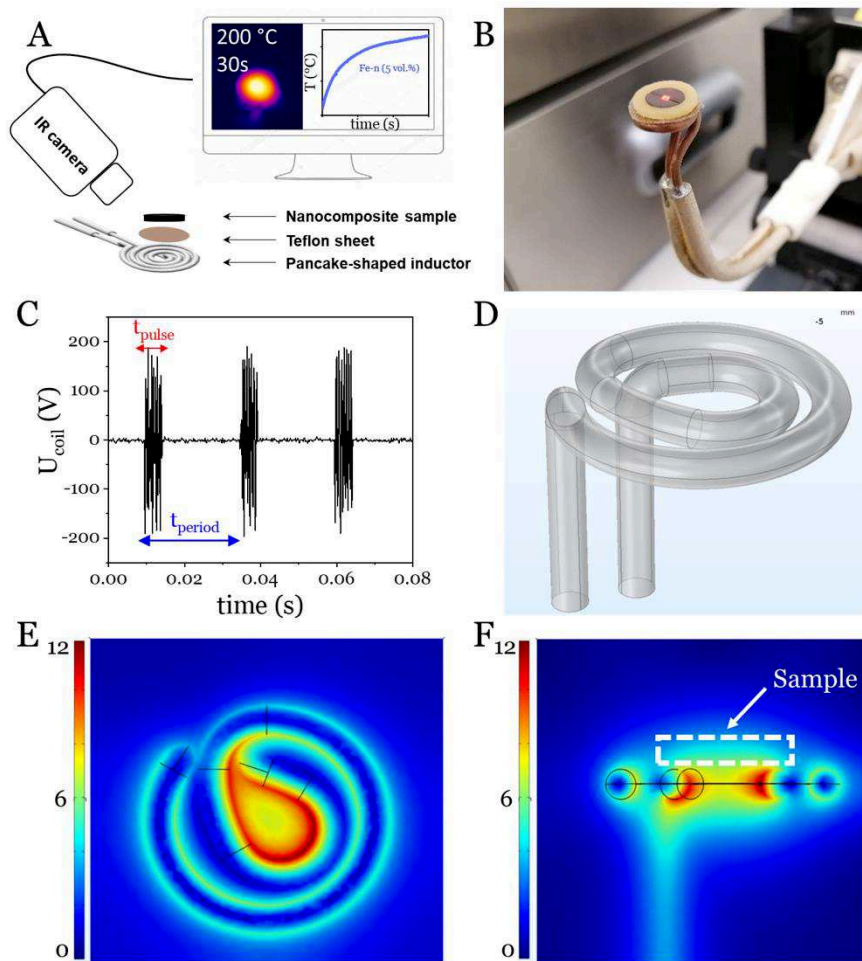 A
200 °C
30s
T (°C)
Fe-n (5 vol.%)
time (s)
IR camera
Nanocomposite sample
Teflon sheet
Pancake-shaped inductor
B
C
U_coil (V)
200
100
0
-100
-200
t_pulse
t_period
0.00 0.02 0.04 0.06 0.08
time (s)
D
-5
mm
E
12
6
0
F
12
6
0
Sample